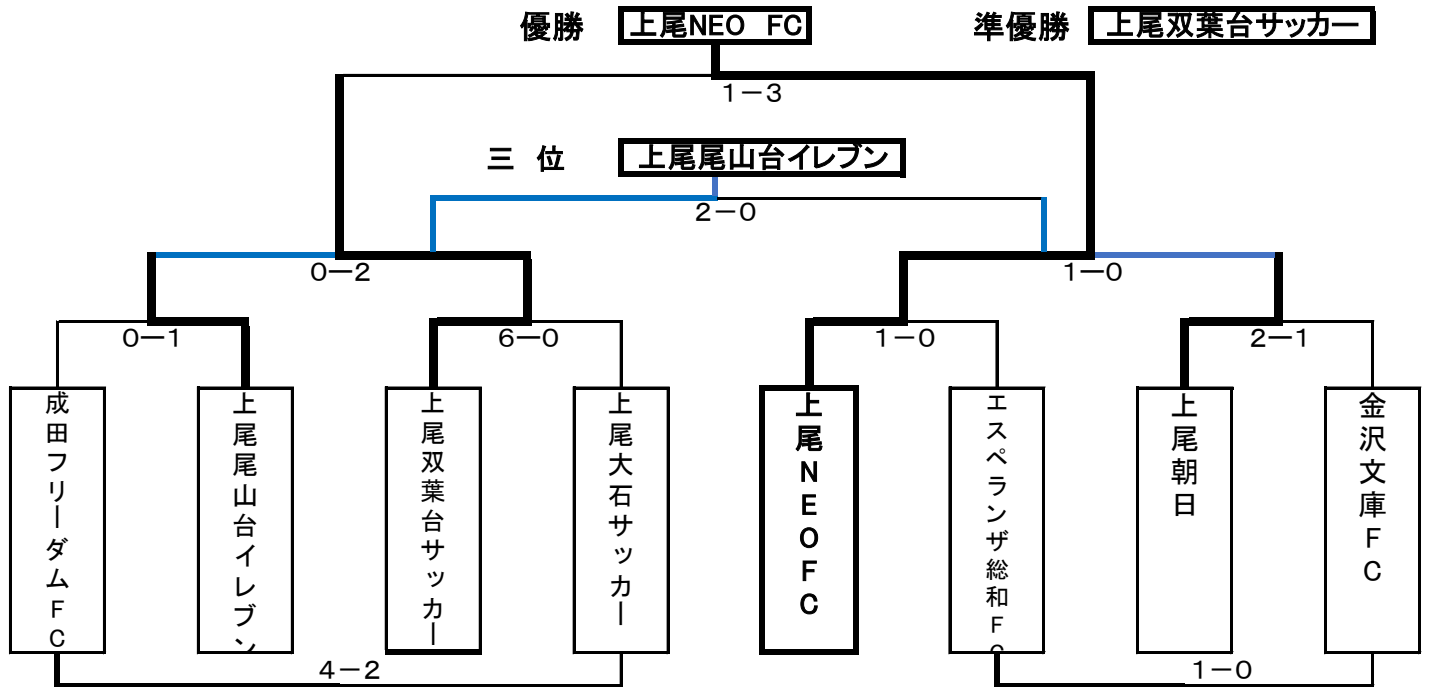 優勝 上尾NEO FC 準優勝 上尾双葉台サッカー
1－3
三 位 上尾尾山台イレブン
2－0
0－2 1－0
0－1 6－0 1－0 2－1
成田フリーダムFC
上尾尾山台イレブン
上尾双葉台サッカー
上尾大石サッカー
上尾NEOFC
エスペランザ総和FC
上尾朝日
金沢文庫FC
4－2 1－0